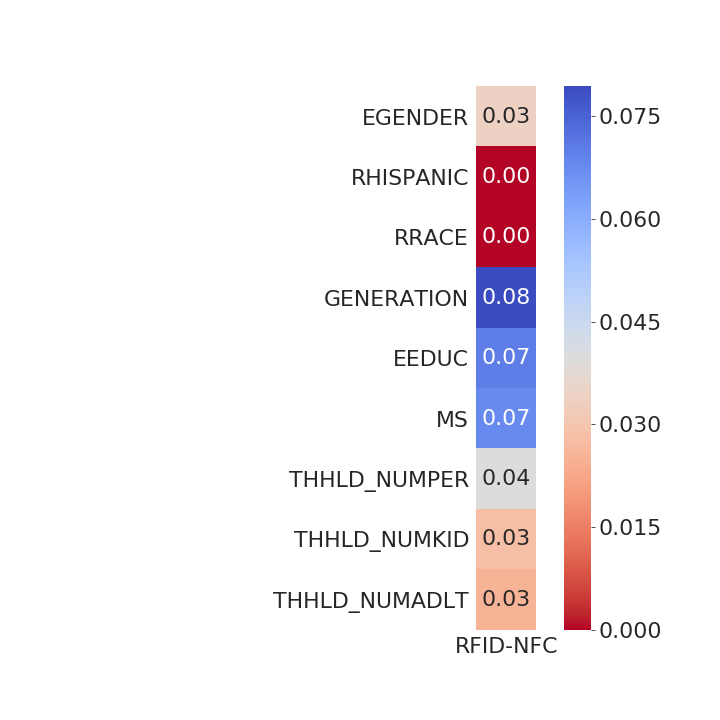 EGENDER 0.03
RHISPANIC 0.00
RRACE 0.00
GENERATION 0.08
EEDUC 0.07
MS 0.07
THHLD_NUMPER 0.04
THHLD_NUMKID 0.03
THHLD_NUMADLT 0.03
RFID-NFC
0.075
0.060
0.045
0.030
0.015
0.000